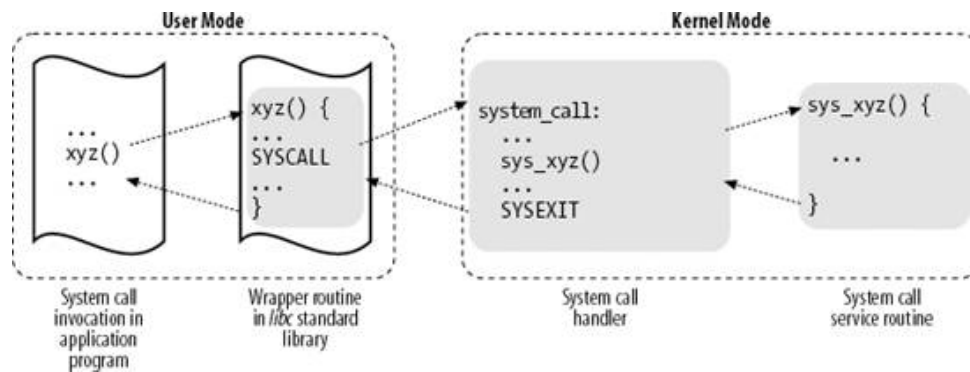 User Mode
Kernel Mode
...
xyz()
...
xyz() {
...
SYSCALL
...
}
system_call:
...
sys_xyz()
...
SYSEXIT
sys_xyz() {
...
}
System call
invocation in
application
program
Wrapper routine
in libc standard
library
System call
handler
System call
service routine